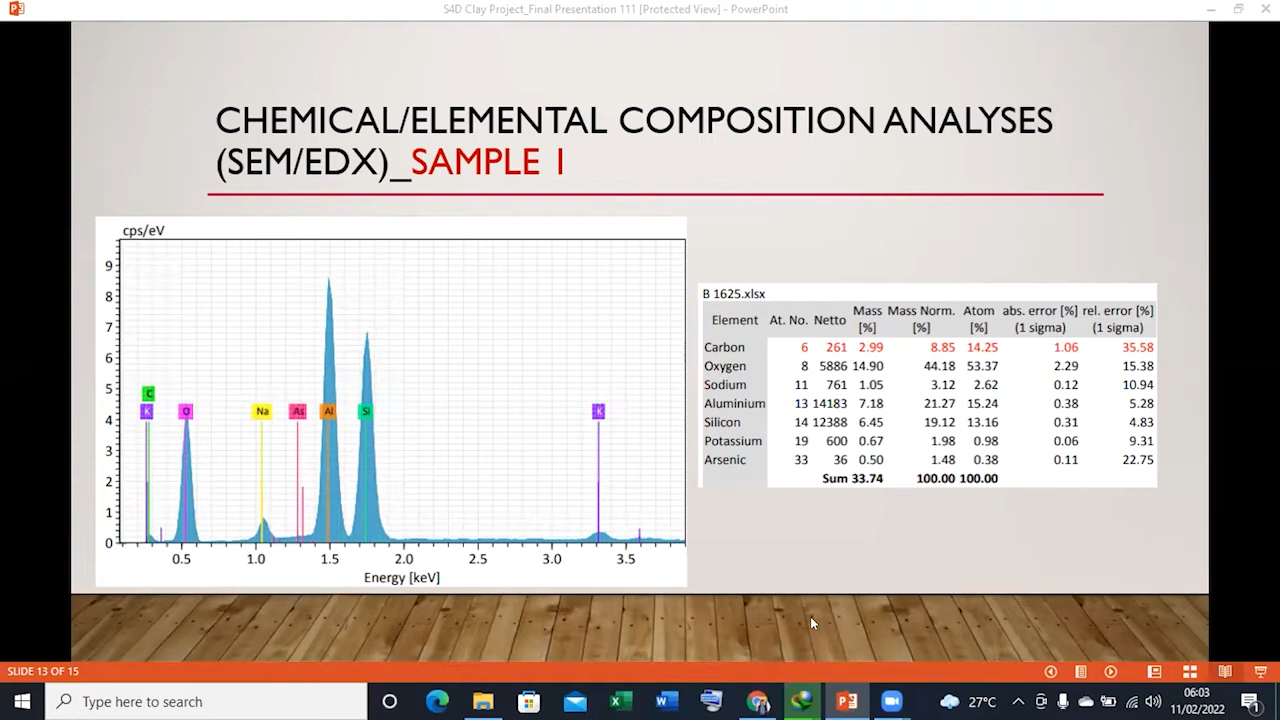 S4D Clay Project_Final Presentation 111 [Protected View] - PowerPoint
CHEMICAL/ELEMENTAL COMPOSITION ANALYSES
(SEM/EDX)_SAMPLE 1
cps/eV
9
8
7
6
5
4
3
2
1
0
C
K O Na As Al Si K
0.5 1.0 1.5 2.0 2.5 3.0 3.5
Energy [keV]
B 1625.xlsx
Element At. No. Netto Mass [%] Mass Norm. [%] Atom [%] abs. error [%] (1 sigma) rel. error [%] (1 sigma)
Carbon 6 261 2.99 8.85 14.25 1.06 35.58
Oxygen 8 5886 14.90 44.18 53.37 2.29 15.38
Sodium 11 761 1.05 3.12 2.62 0.12 10.94
Aluminium 13 14183 7.18 21.27 15.24 0.38 5.28
Silicon 14 12388 6.45 19.12 13.16 0.31 4.83
Potassium 19 600 0.67 1.98 0.98 0.06 9.31
Arsenic 33 36 0.50 1.48 0.38 0.11 22.75
Sum 33.74 100.00 100.00
SLIDE 13 OF 15
Type here to search
27°C
06:03
11/02/2022
1